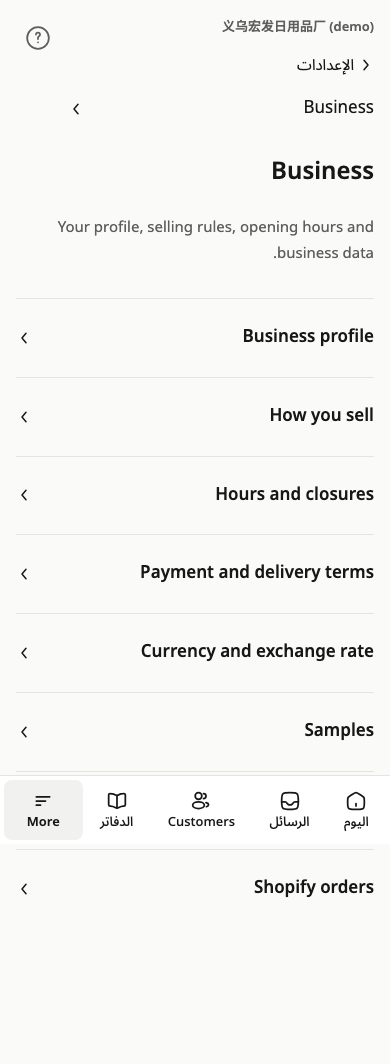 义乌宏发日用品厂 (demo)
الإعدادات
Business
Business
Your profile, selling rules, opening hours and
business data.
Business profile
How you sell
Hours and closures
Payment and delivery terms
Currency and exchange rate
Samples
اليوم
الرسائل
Customers
الدفاتر
More
Shopify orders